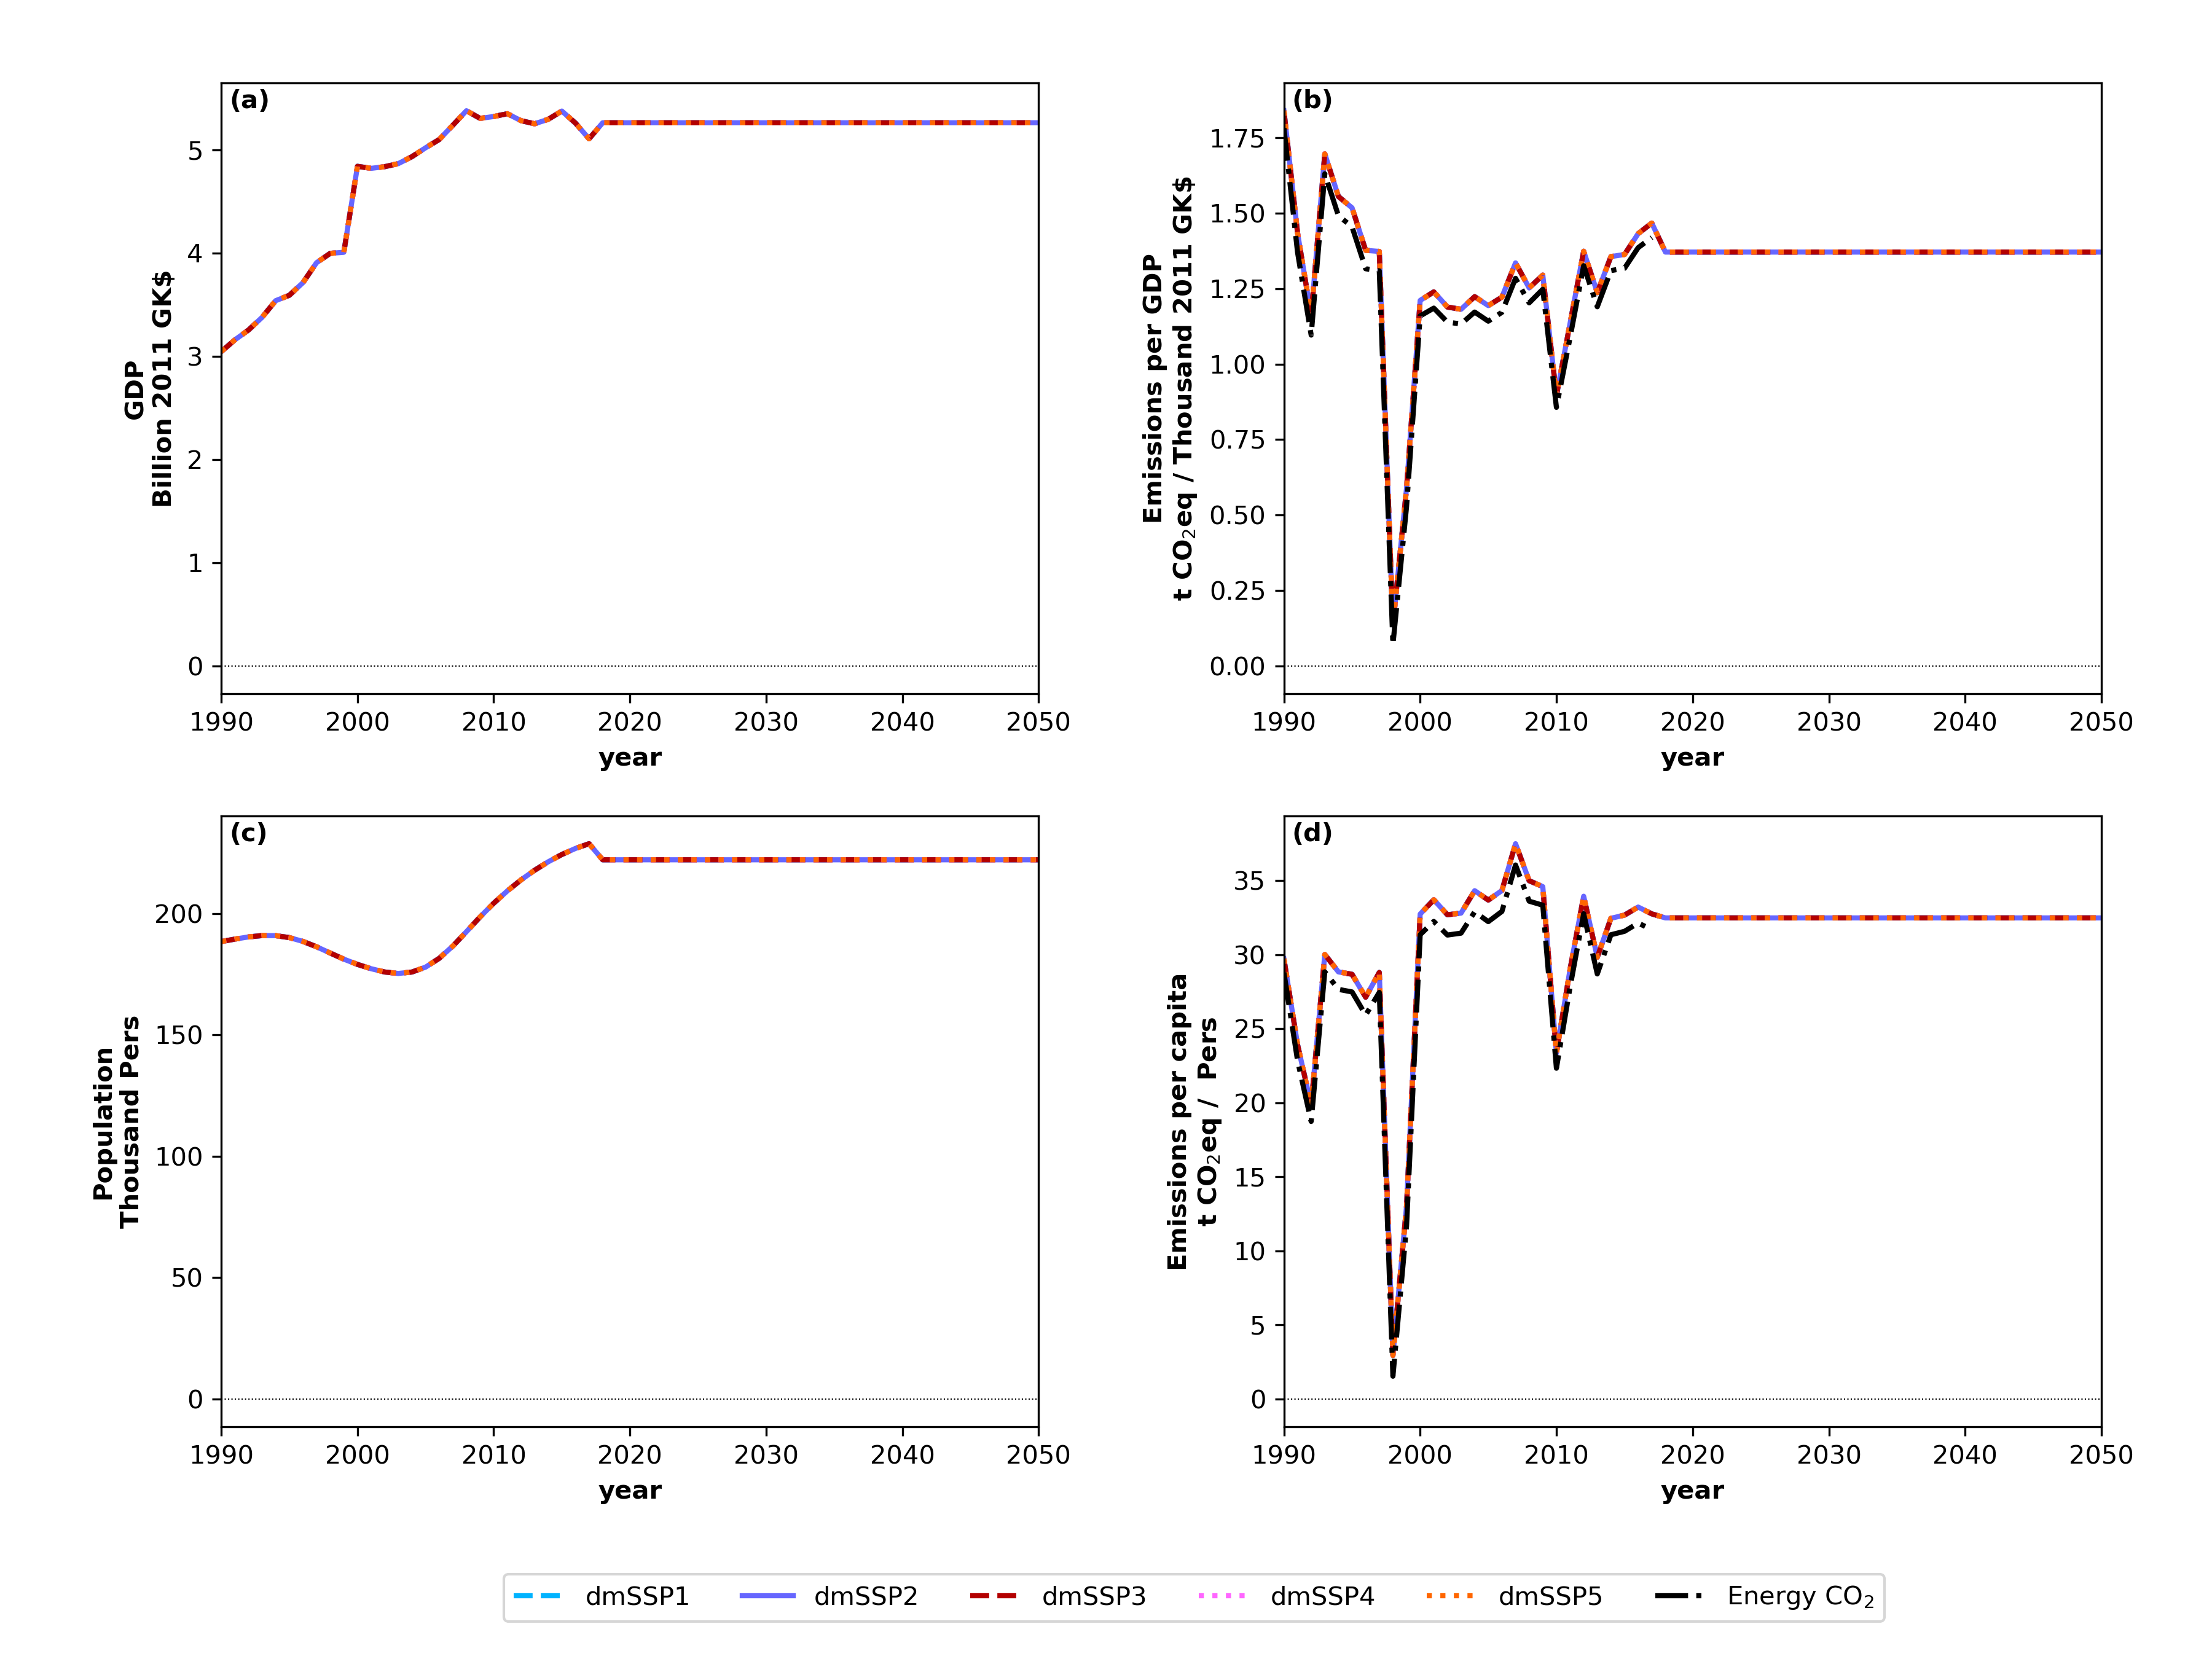 (a)
GDP
Billion 2011 GK$
5
4
3
2
1
0
1990 2000 2010 2020 2030 2040 2050
year
(b)
Emissions per GDP
t CO₂eq / Thousand 2011 GK$
1.75
1.50
1.25
1.00
0.75
0.50
0.25
0.00
1990 2000 2010 2020 2030 2040 2050
year
(c)
Population
Thousand Pers
200
150
100
50
0
1990 2000 2010 2020 2030 2040 2050
year
(d)
Emissions per capita
t CO₂eq / Pers
35
30
25
20
15
10
5
0
1990 2000 2010 2020 2030 2040 2050
year
dmSSP1 dmSSP2 dmSSP3 dmSSP4 dmSSP5 Energy CO₂